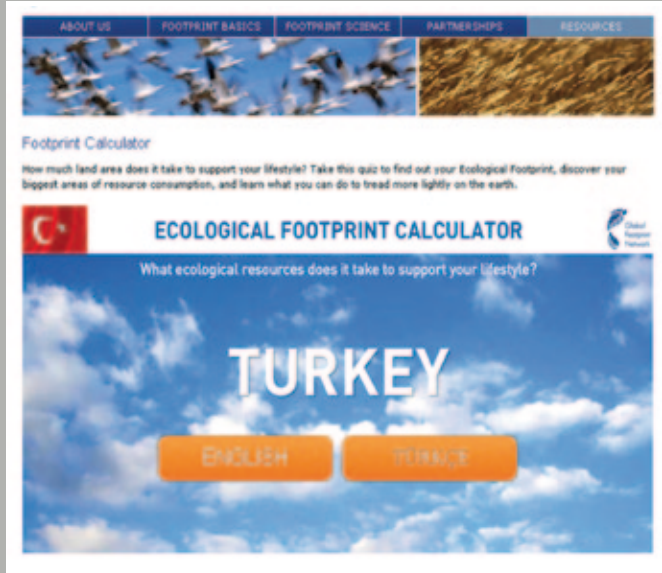 ABOUT US FOOTPRINT BASICS FOOTPRINT SCIENCE PARTNERSHIPS RESOURCES
Footprint Calculator
How much land area does it take to support your lifestyle? Take this quiz to find out your Ecological Footprint, discover your
biggest areas of resource consumption, and learn what you can do to tread more lightly on the earth.
ECOLOGICAL FOOTPRINT CALCULATOR
Global
Footprint
Network
What ecological resources does it take to support your lifestyle?
TURKEY
ENGLISH